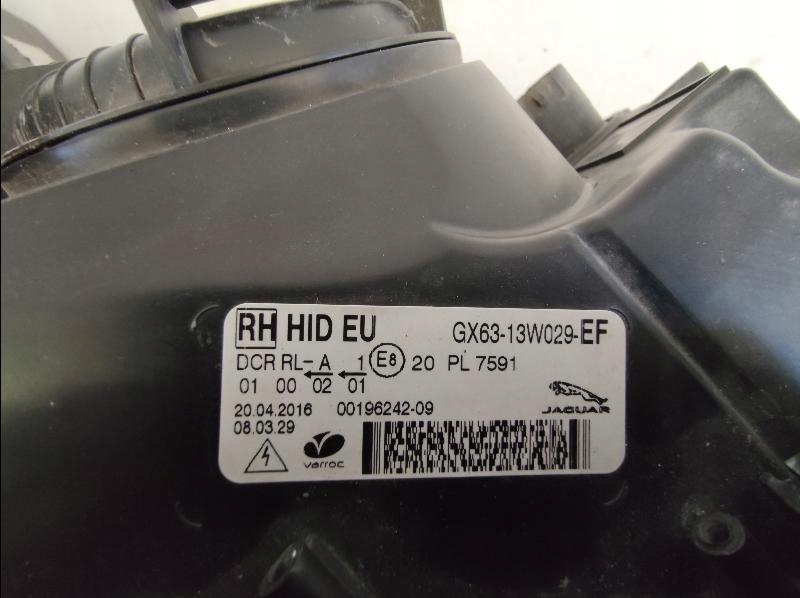 RH HID EU GX63-13W029-EF
DCR RL- A 1 E8 20 PL 7591
01 00 02 01
JAGUAR
20.04.2016 00196242-09
08.03.29
varroc